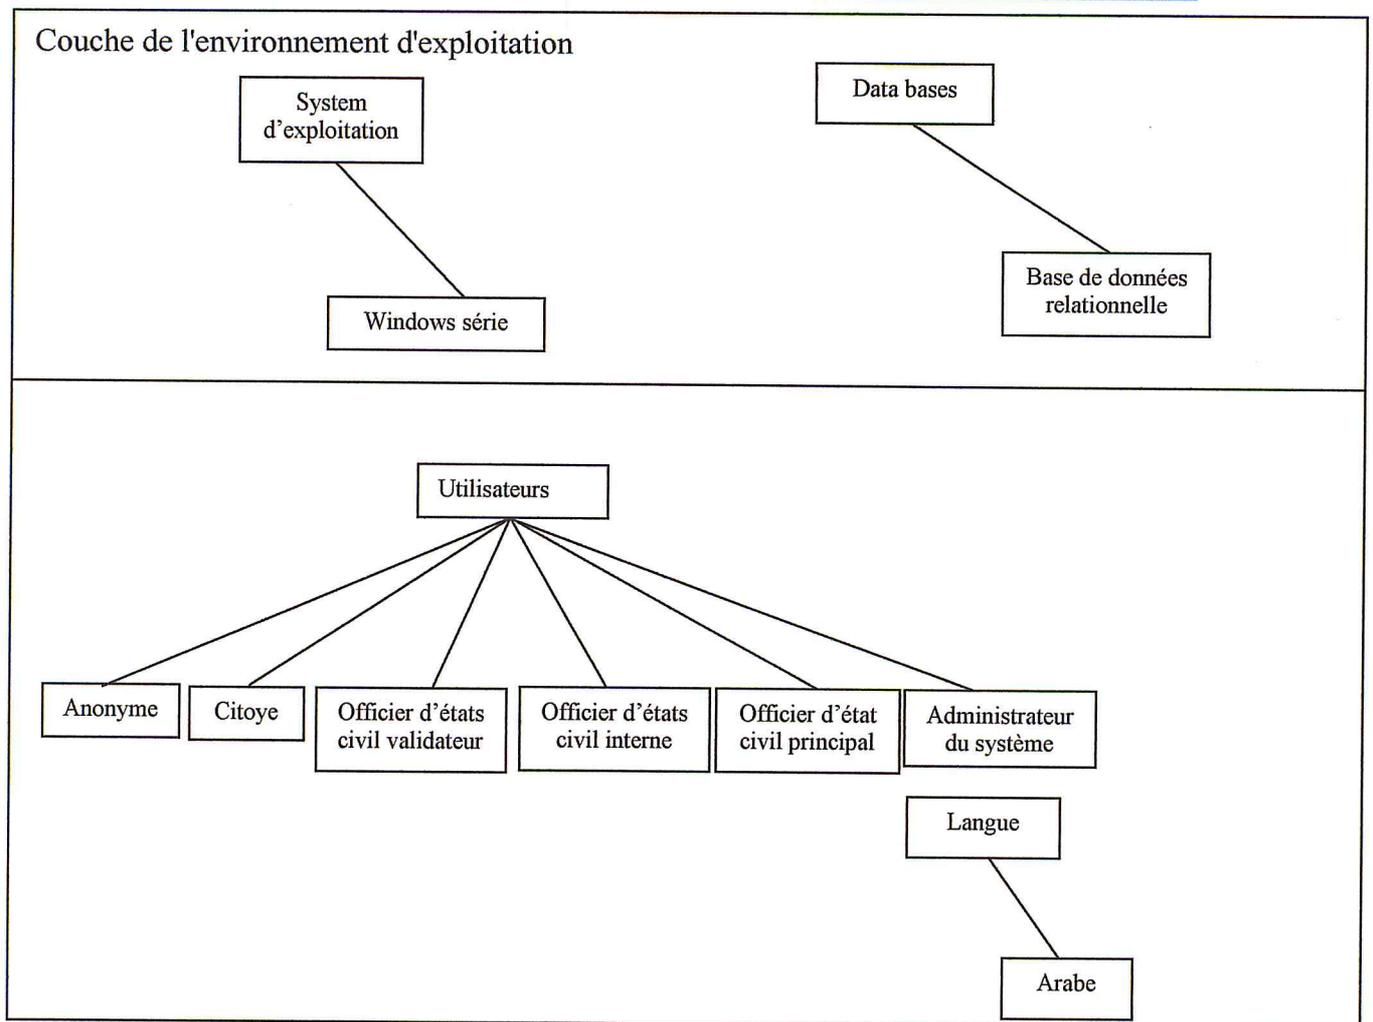 Couche de l'environnement d'exploitation
System
d'exploitation
Data bases
Windows série
Base de données
relationnelle
Utilisateurs
Anonyme
Citoye
Officier d'états
civil validateur
Officier d'états
civil interne
Officier d'état
civil principal
Administrateur
du système
Langue
Arabe